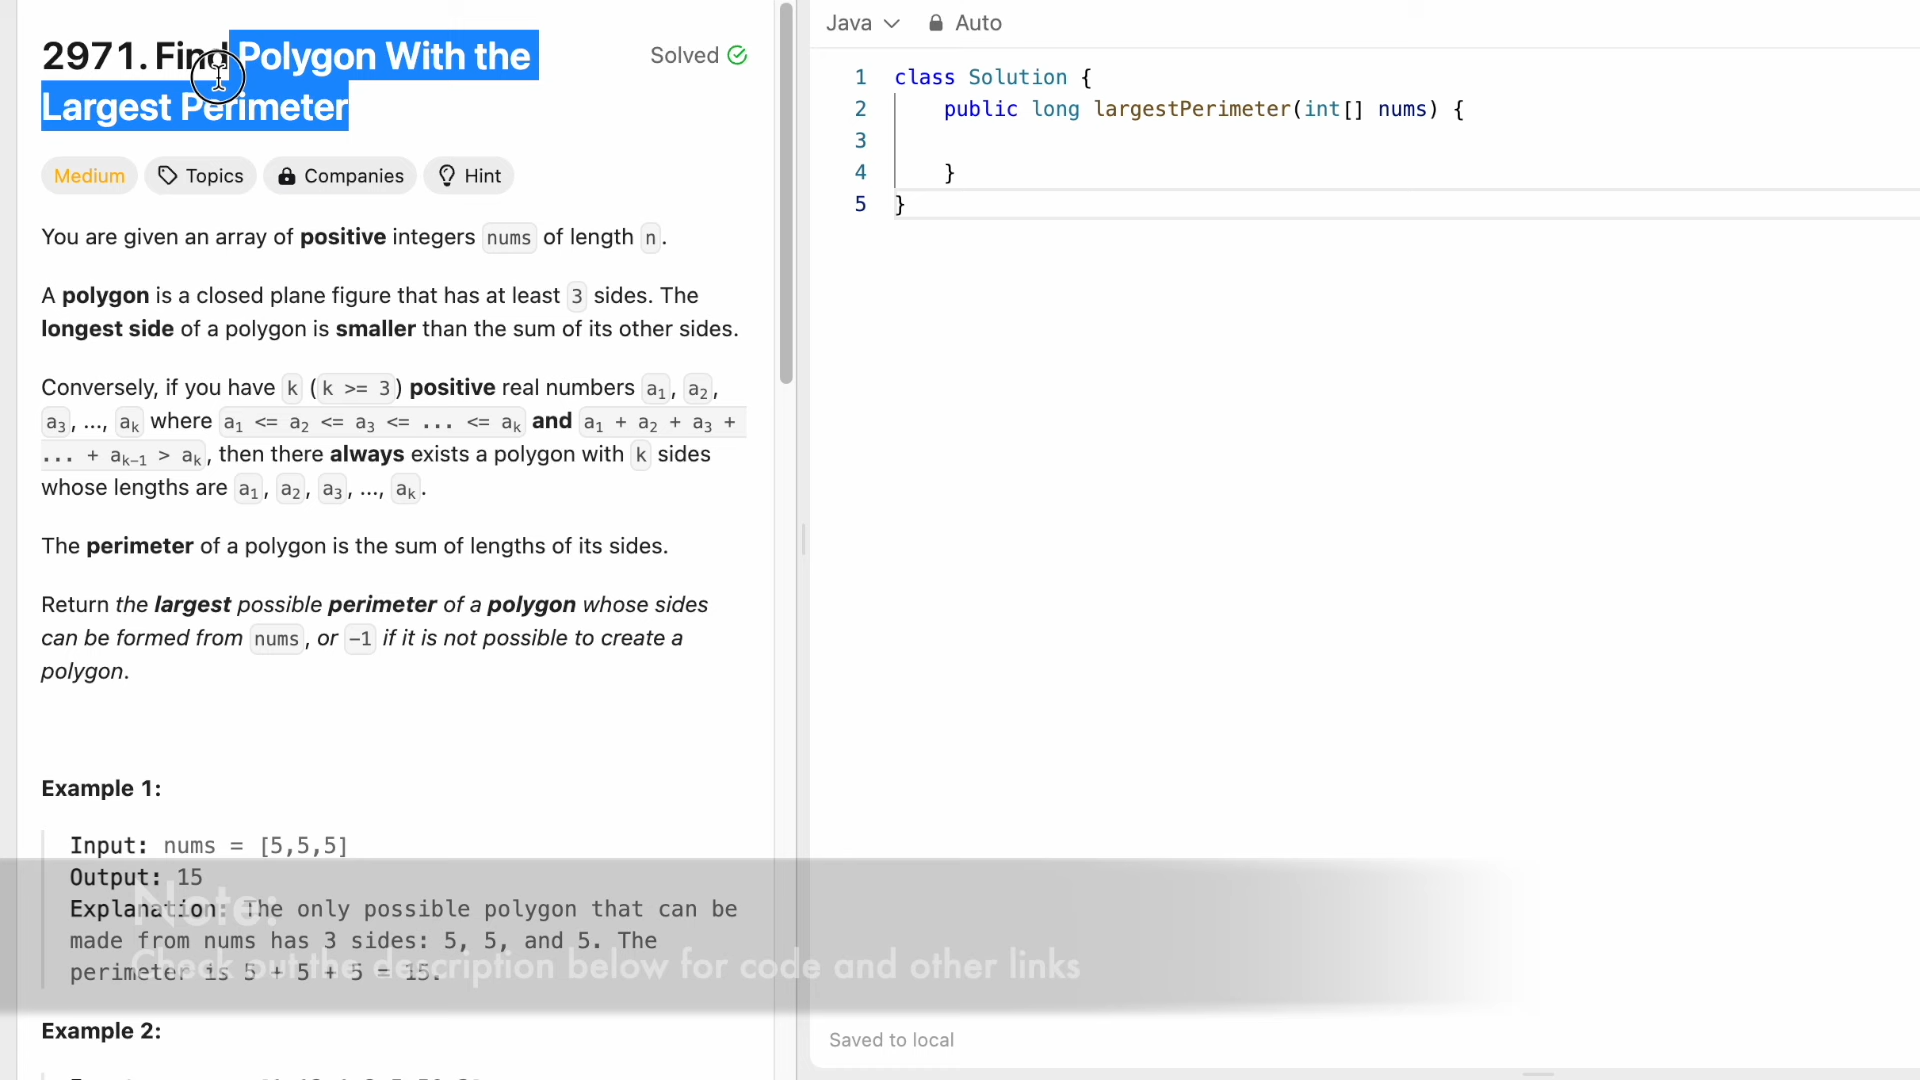 2971. Find Polygon With the
Largest Perimeter
Solved
Medium
Topics
Companies
Hint
You are given an array of positive integers nums of length n.
A polygon is a closed plane figure that has at least 3 sides. The
longest side of a polygon is smaller than the sum of its other sides.
Conversely, if you have k (k >= 3) positive real numbers a₁, a₂,
a₃, ..., aₖ where a₁ <= a₂ <= a₃ <= ... <= aₖ and a₁ + a₂ + a₃ +
... + aₖ₋₁ > aₖ, then there always exists a polygon with k sides
whose lengths are a₁, a₂, a₃, ..., aₖ.
The perimeter of a polygon is the sum of lengths of its sides.
Return the largest possible perimeter of a polygon whose sides
can be formed from nums, or -1 if it is not possible to create a
polygon.
Example 1:
Input: nums = [5,5,5]
Output: 15
Explanation: The only possible polygon that can be
made from nums has 3 sides: 5, 5, and 5. The
perimeter is 5 + 5 + 5 = 15.
Example 2:
Note:
Check out the description below for code and other links
Java
Auto
1 class Solution {
2 public long largestPerimeter(int[] nums) {
3
4 }
5 }
Saved to local